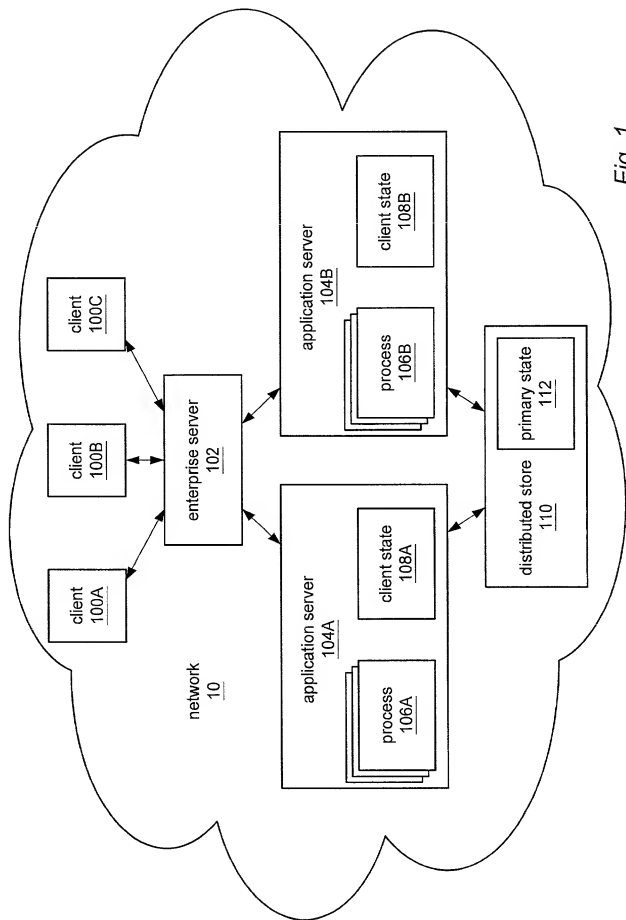 client
100A
client
100B
client
100C
network
10
enterprise server
102
application server
104A
process
106A
client state
108A
application server
104B
process
106B
client state
108B
distributed store
110
primary state
112
Fig. 1